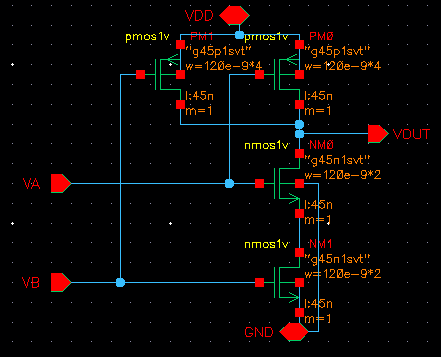 VDD
pmos1v PM1 pmos1v PM0
"g45p1svt" "g45p1svt"
w=120e-9*4 w=120e-9*4
l:45n l:45n
m=1 m=1
VOUT
nmos1v NM0
"g45n1svt"
w=120e-9*2
VA
l:45n
m=1
nmos1v NM1
"g45n1svt"
w=120e-9*2
VB
l:45n
m=1
GND